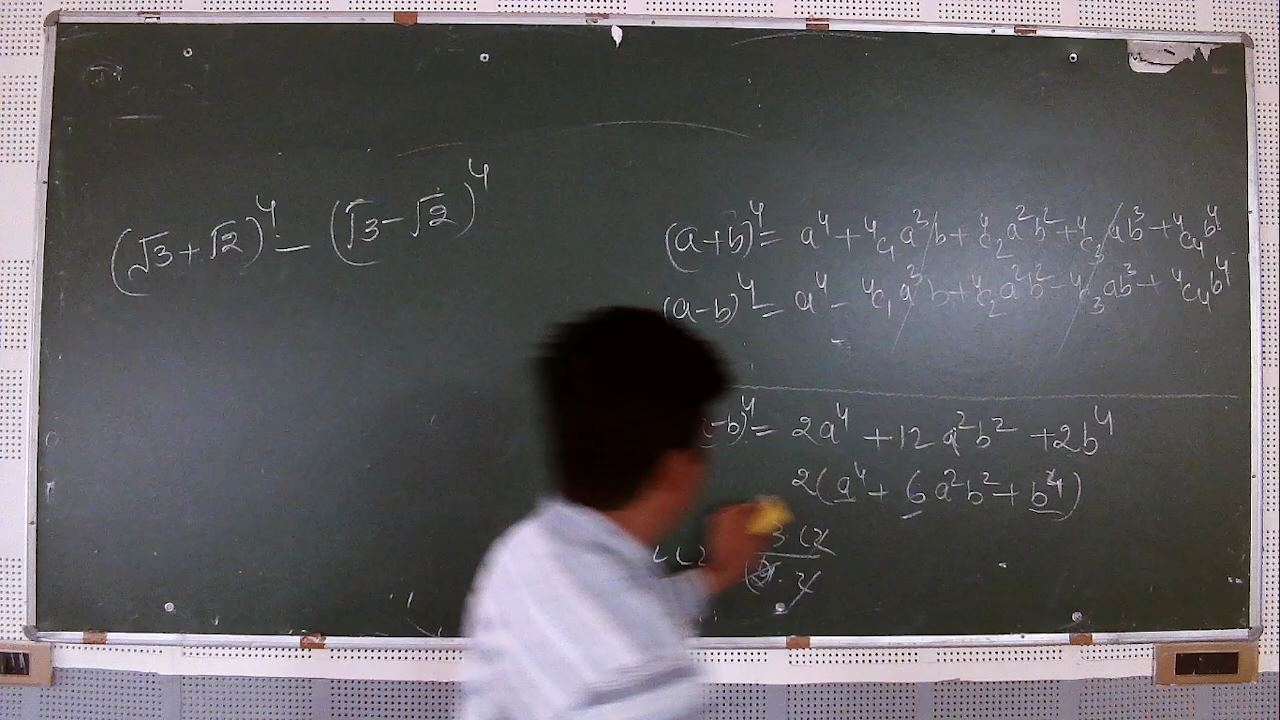 (√3+√2)⁴ − (√3−√2)⁴
(a+b)⁴ = a⁴ + ⁴C₁a³b + ⁴C₂a²b² + ⁴C₃ab³ + ⁴C₄b⁴
(a−b)⁴ = a⁴ − ⁴C₁a³b + ⁴C₂a²b² − ⁴C₃ab³ + ⁴C₄b⁴
−b)⁴ = 2a⁴ + 12a²b² + 2b⁴
2(a⁴ + 6a²b² + b⁴)